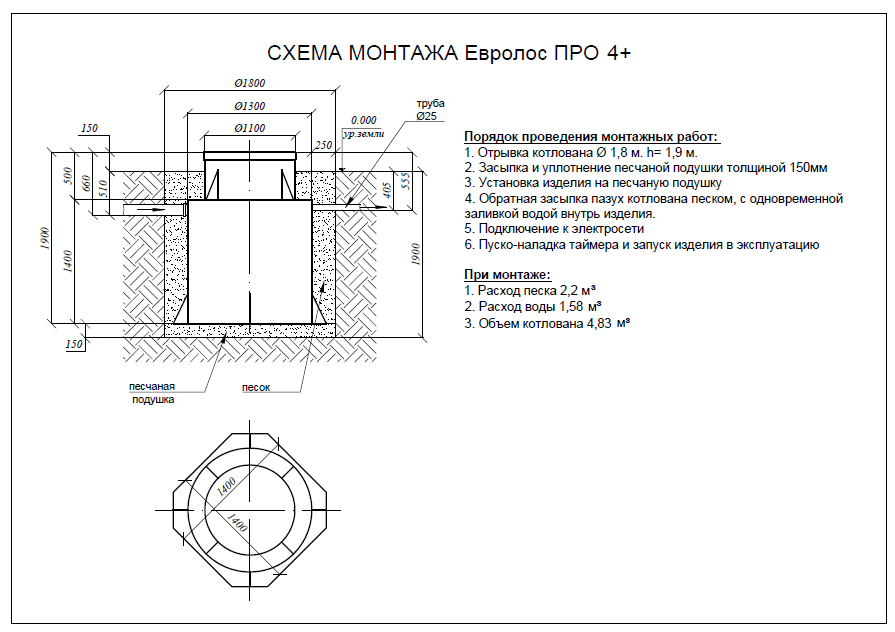 СХЕМА МОНТАЖА Евролос ПРО 4+
Ø1800
Ø1300
Ø1100
150
250
0.000
ур.земли
труба
Ø25
500
660
510
405
555
1900
1400
1900
150
песчаная
подушка
песок
1400
1400
Порядок проведения монтажных работ:
1. Отрывка котлована Ø 1,8 м. h= 1,9 м.
2. Засыпка и уплотнение песчаной подушки толщиной 150мм
3. Установка изделия на песчаную подушку
4. Обратная засыпка пазух котлована песком, с одновременной
заливкой водой внутрь изделия.
5. Подключение к электросети
6. Пуско-наладка таймера и запуск изделия в эксплуатацию
При монтаже:
1. Расход песка 2,2 м³
2. Расход воды 1,58 м³
3. Объем котлована 4,83 м³